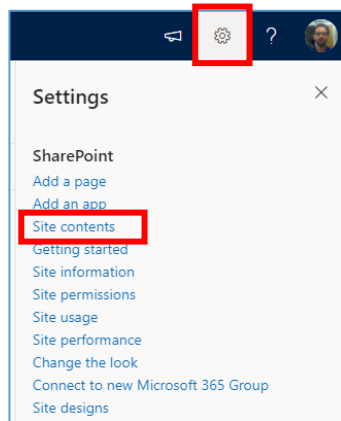 ?
Settings
SharePoint
Add a page
Add an app
Site contents
Getting started
Site information
Site permissions
Site usage
Site performance
Change the look
Connect to new Microsoft 365 Group
Site designs